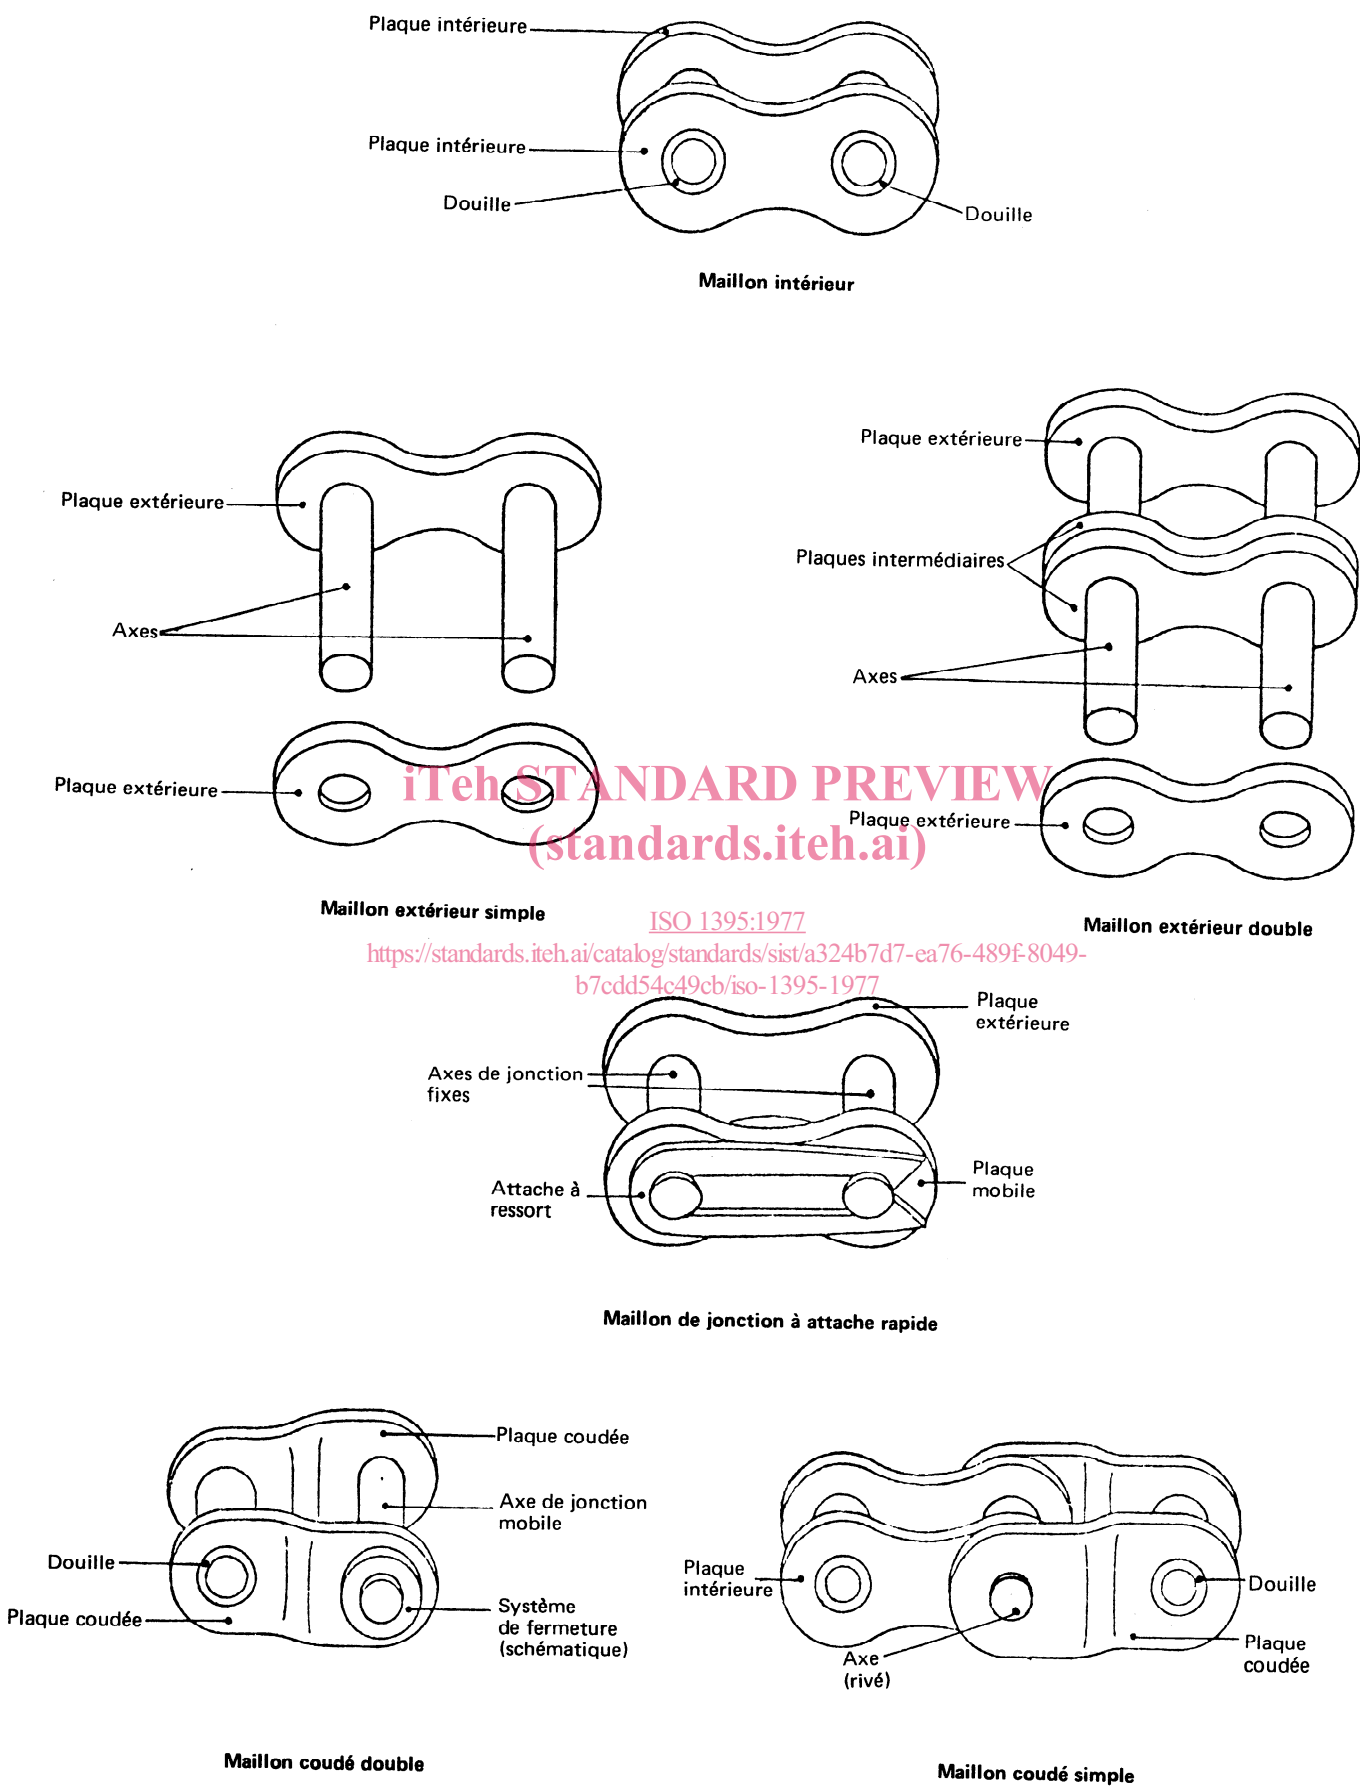 Plaque intérieure
Plaque intérieure
Douille
Douille
Maillon intérieur
Plaque extérieure
Axes
Plaque extérieure
Maillon extérieur simple
Plaque extérieure
Plaques intermédiaires
Axes
Plaque extérieure
Maillon extérieur double
iTeh STANDARD PREVIEW
(standards.iteh.ai)
ISO 1395:1977
https://standards.iteh.ai/catalog/standards/sist/a324b7d7-ea76-489f-8049-
b7cdd54c49cb/iso-1395-1977
Plaque
extérieure
Axes de jonction
fixes
Plaque
mobile
Attache à
ressort
Maillon de jonction à attache rapide
Plaque coudée
Axe de jonction
mobile
Douille
Plaque coudée
Système
de fermeture
(schématique)
Maillon coudé double
Plaque
intérieure
Douille
Axe
(rivé)
Plaque
coudée
Maillon coudé simple